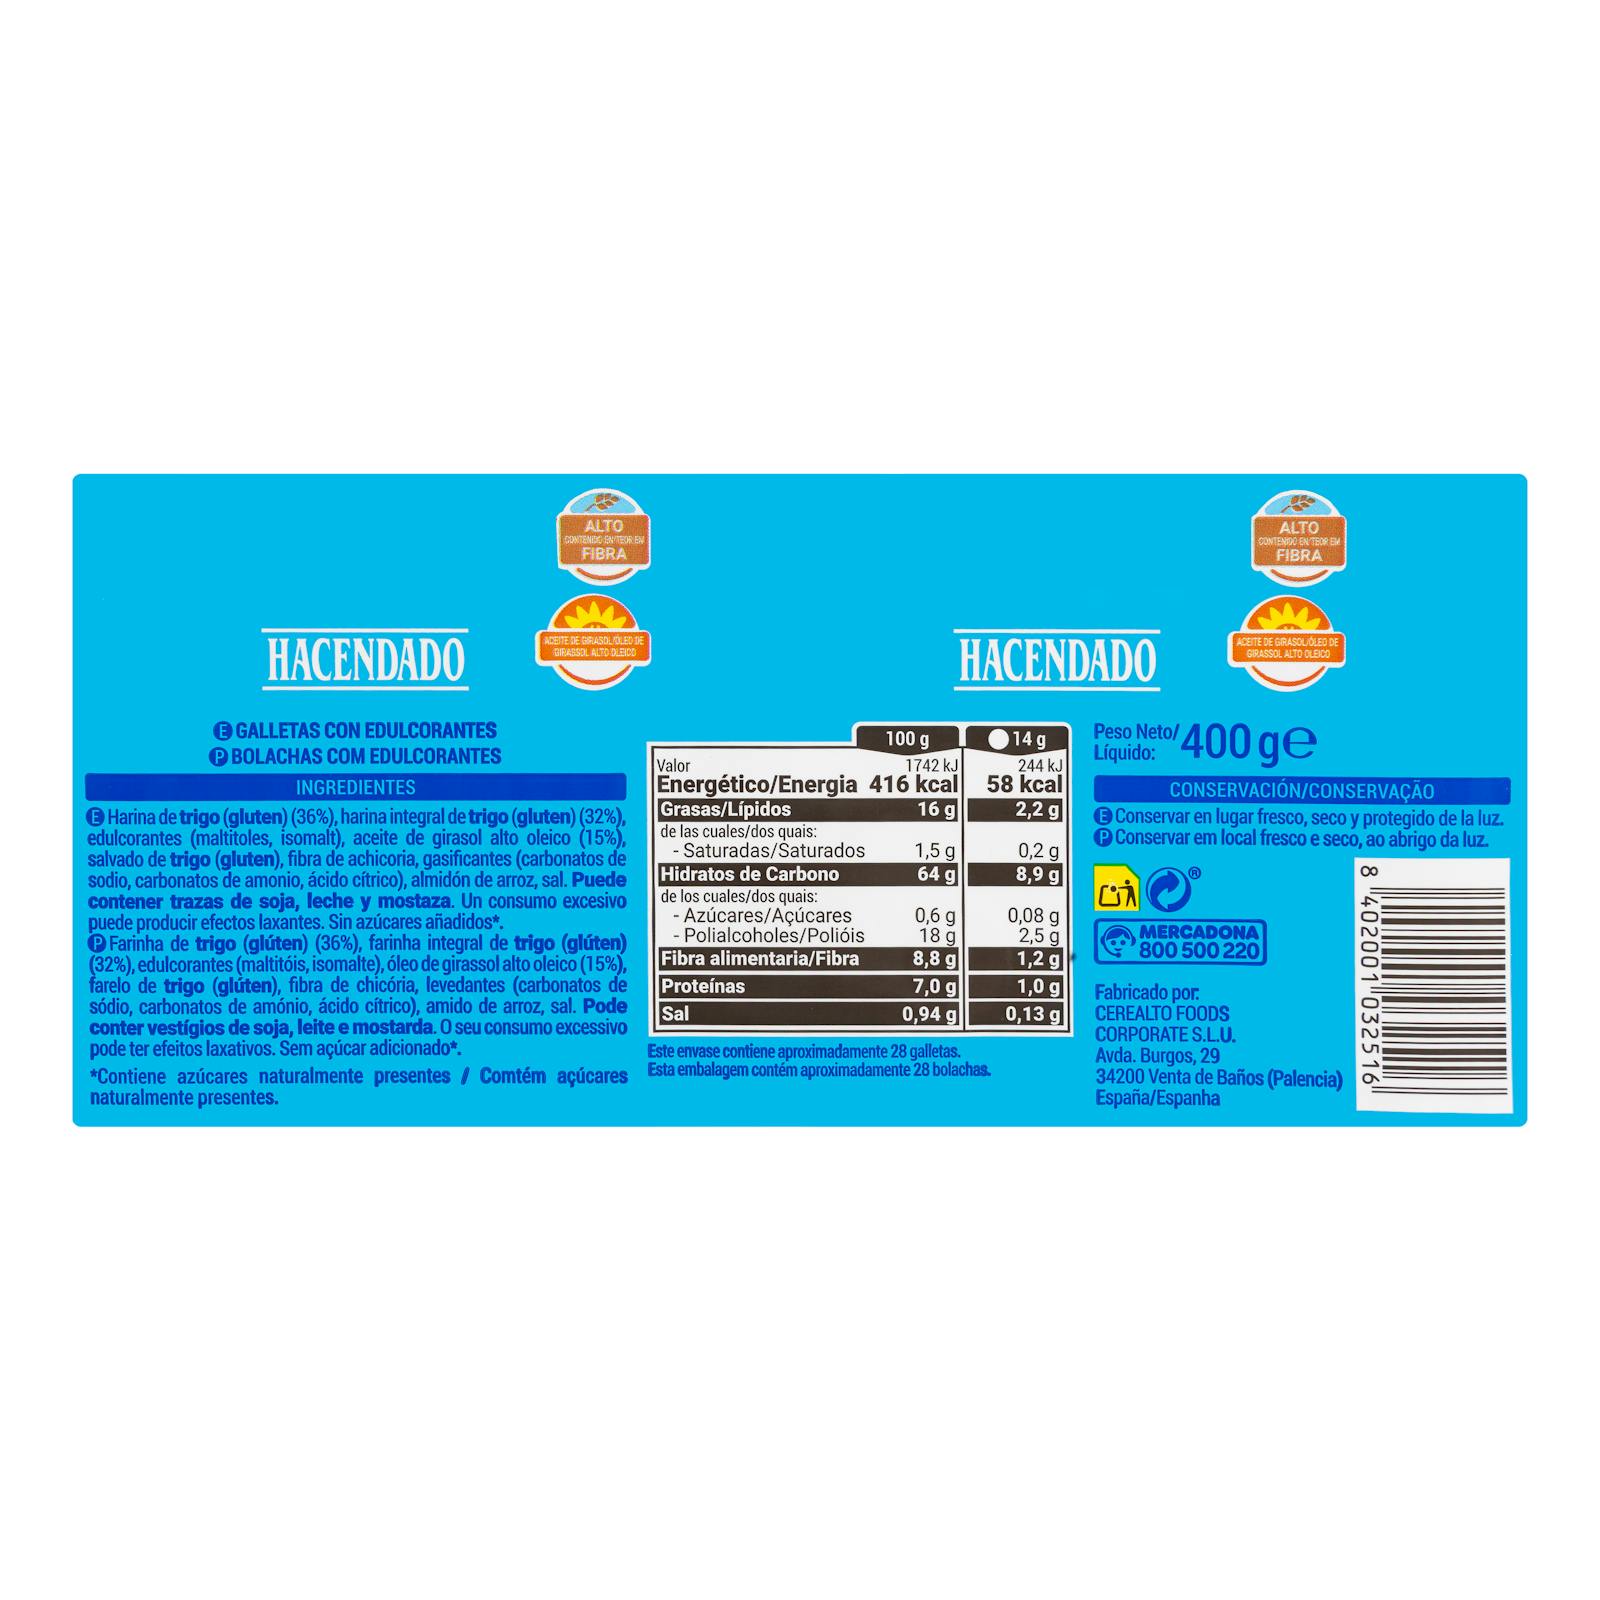 ALTO
CONTENIDO EN/TEOR EM
FIBRA
ACEITE DE GIRASOL/ÓLEO DE
GIRASSOL ALTO OLEICO
HACENDADO
E GALLETAS CON EDULCORANTES
P BOLACHAS COM EDULCORANTES
INGREDIENTES
E Harina de trigo (gluten) (36%), harina integral de trigo (gluten) (32%),
edulcorantes (maltitoles, isomalt), aceite de girasol alto oleico (15%),
salvado de trigo (gluten), fibra de achicoria, gasificantes (carbonatos de
sodio, carbonatos de amonio, ácido cítrico), almidón de arroz, sal. Puede
contener trazas de soja, leche y mostaza. Un consumo excesivo
puede producir efectos laxantes. Sin azúcares añadidos*.
P Farinha de trigo (glúten) (36%), farinha integral de trigo (glúten)
(32%), edulcorantes (maltitóis, isomalte), óleo de girassol alto oleico (15%),
farelo de trigo (glúten), fibra de chicória, levedantes (carbonatos de
sódio, carbonatos de amónio, ácido cítrico), amido de arroz, sal. Pode
conter vestígios de soja, leite e mostarda. O seu consumo excessivo
pode ter efeitos laxativos. Sem açúcar adicionado*.
*Contiene azúcares naturalmente presentes / Comtém açúcares
naturalmente presentes.
ALTO
CONTENIDO EN/TEOR EM
FIBRA
ACEITE DE GIRASOL/ÓLEO DE
GIRASSOL ALTO OLEICO
HACENDADO
100 g 14 g
Valor 1742 kJ 244 kJ
Energético/Energia 416 kcal 58 kcal
Grasas/Lípidos 16 g 2,2 g
de las cuales/dos quais:
- Saturadas/Saturados 1,5 g 0,2 g
Hidratos de Carbono 64 g 8,9 g
de los cuales/dos quais:
- Azúcares/Açúcares 0,6 g 0,08 g
- Polialcoholes/Polióis 18 g 2,5 g
Fibra alimentaria/Fibra 8,8 g 1,2 g
Proteínas 7,0 g 1,0 g
Sal 0,94 g 0,13 g
Este envase contiene aproximadamente 28 galletas.
Esta embalagem contém aproximadamente 28 bolachas.
Peso Neto/
Líquido: 400 g℮
CONSERVACIÓN/CONSERVAÇÃO
E Conservar en lugar fresco, seco y protegido de la luz.
P Conservar em local fresco e seco, ao abrigo da luz.
®
MERCADONA
800 500 220
Fabricado por:
CEREALTO FOODS
CORPORATE S.L.U.
Avda. Burgos, 29
34200 Venta de Baños (Palencia)
España/Espanha
8 402001 032516